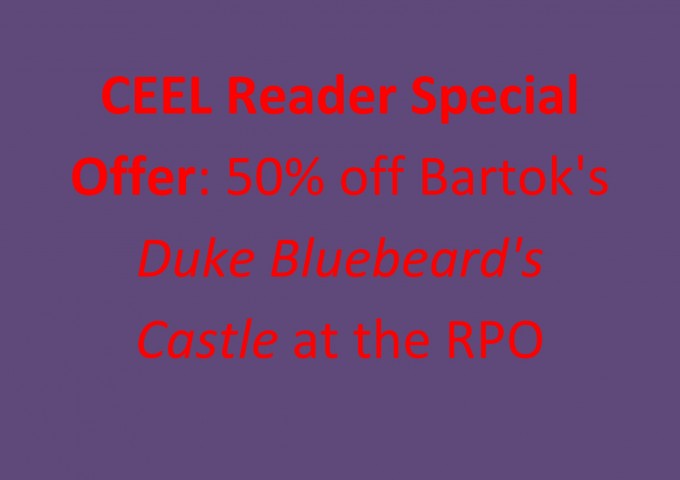 CEEL Reader Special
Offer: 50% off Bartok's
Duke Bluebeard's
Castle at the RPO